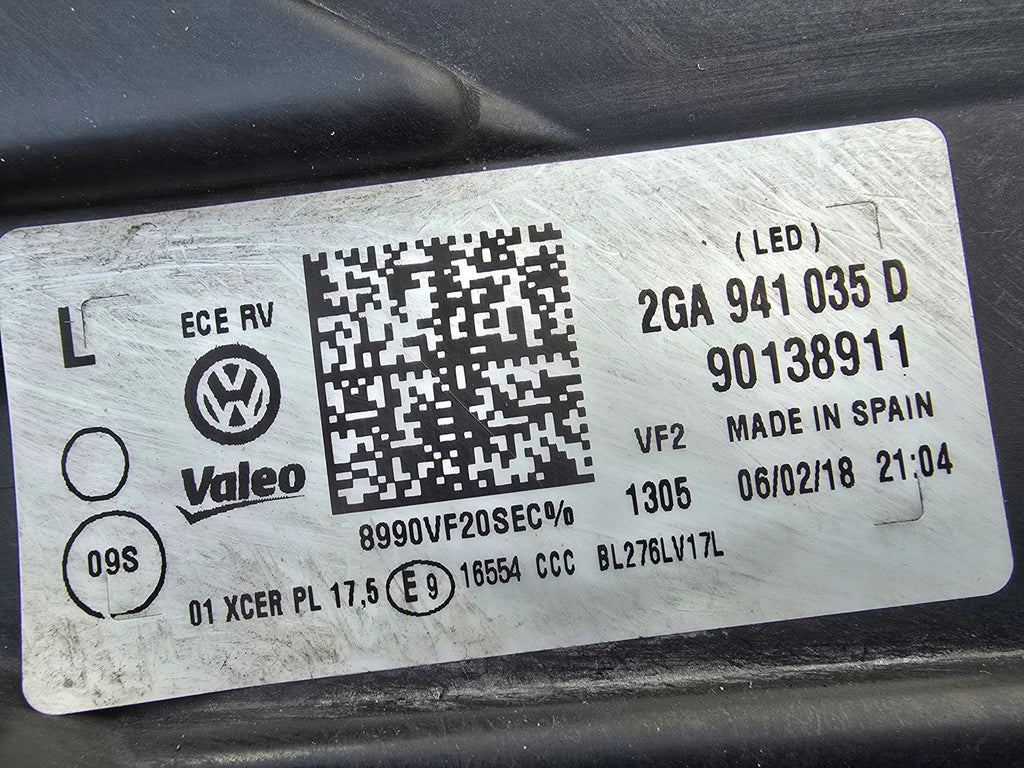 (LED)
L
ECE RV
2GA 941 035 D
90138911
VF2
MADE IN SPAIN
Valeo
1305
06/02/18 21:04
8990VF20SEC%
09S
01 XCER PL 17,5 E 9 16554 CCC BL276LV17L